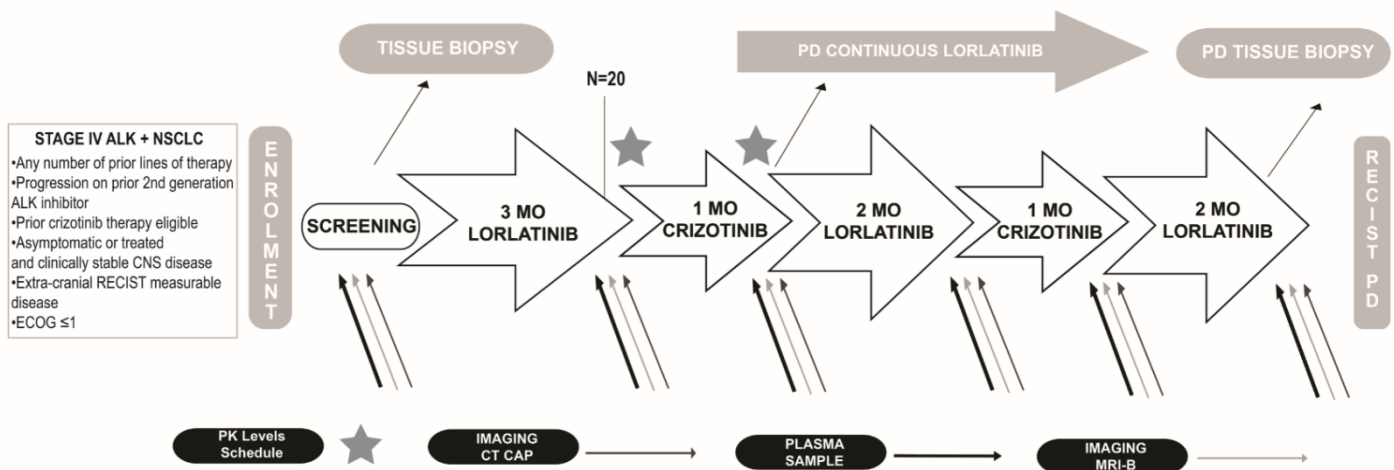 TISSUE BIOPSY
PD CONTINUOUS LORLATINIB
PD TISSUE BIOPSY
N=20
STAGE IV ALK + NSCLC
•Any number of prior lines of therapy
•Progression on prior 2nd generation
ALK inhibitor
•Prior crizotinib therapy eligible
•Asymptomatic or treated
and clinically stable CNS disease
•Extra-cranial RECIST measurable
disease
•ECOG ≤1
ENROLMENT
SCREENING
3 MO
LORLATINIB
1 MO
CRIZOTINIB
2 MO
LORLATINIB
1 MO
CRIZOTINIB
2 MO
LORLATINIB
RECIST PD
PK Levels
Schedule
IMAGING
CT CAP
PLASMA
SAMPLE
IMAGING
MRI-B